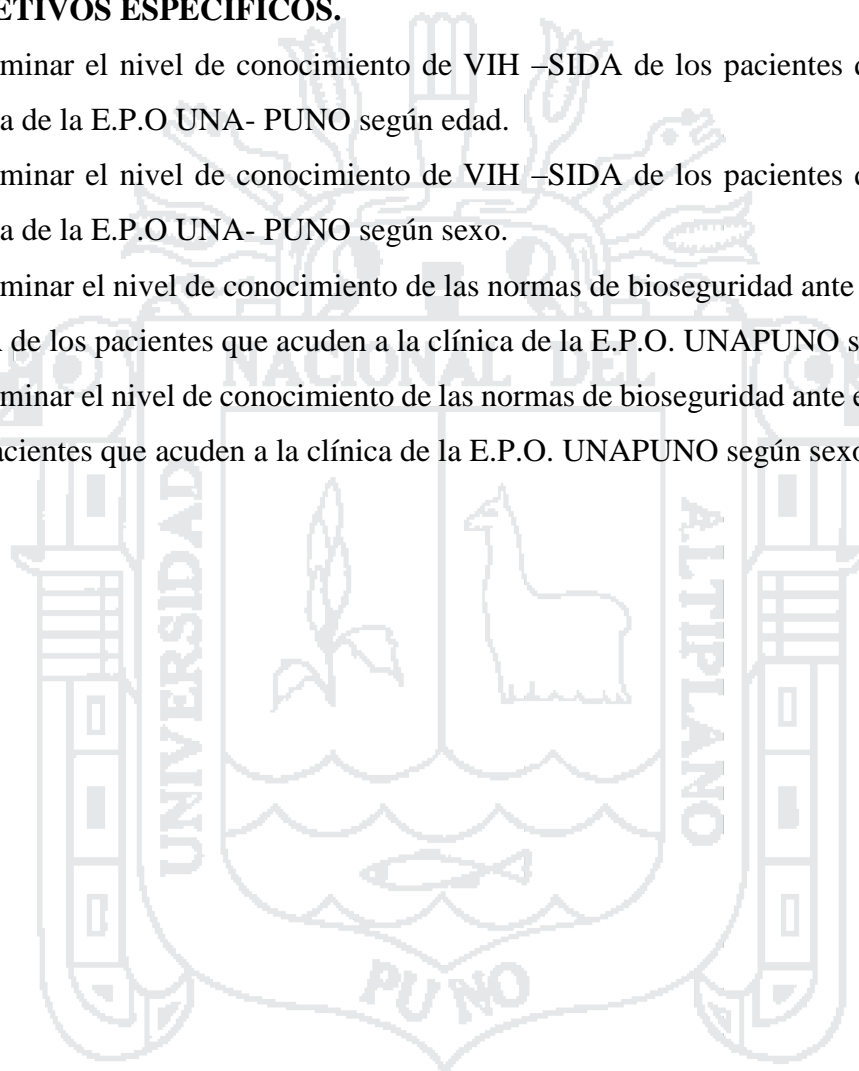 ETIVOS ESPECÍFICOS.
minar el nivel de conocimiento de VIH –SIDA de los pacientes
a de la E.P.O UNA- PUNO según edad.
minar el nivel de conocimiento de VIH –SIDA de los pacientes
a de la E.P.O UNA- PUNO según sexo.
minar el nivel de conocimiento de las normas de bioseguridad ante
de los pacientes que acuden a la clínica de la E.P.O. UNAPUNO s
minar el nivel de conocimiento de las normas de bioseguridad ante e
acientes que acuden a la clínica de la E.P.O. UNAPUNO según sexo
NACIONAL DEL
UNIVERSIDAD
ALTIPLANO
PUNO